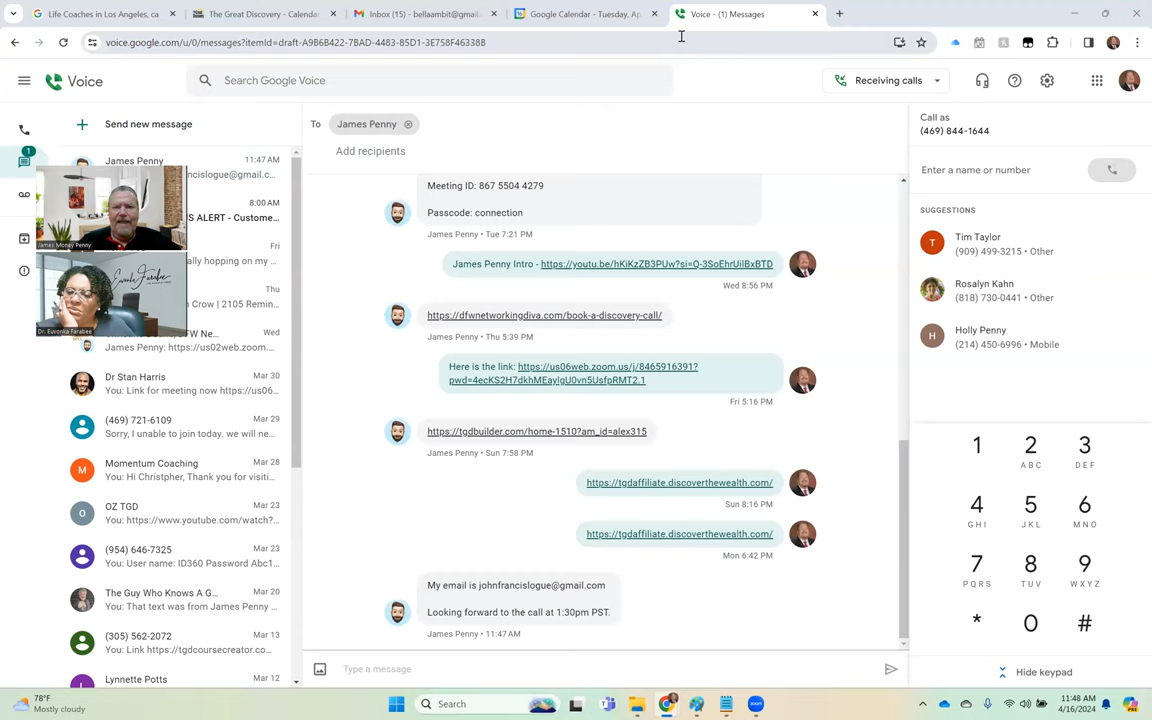 Life Coaches in Los Angeles, ca
The Great Discovery - Calendar
Inbox (15) - bellaambit@gmail.
Google Calendar - Tuesday, Ap
Voice - (1) Messages
voice.google.com/u/0/messages?itemId=draft-A9B6B422-7BAD-4483-85D1-3E758F46338B
Voice
Search Google Voice
Receiving calls
Send new message
James Penny
11:47 AM
ncislogue@gmail.c...
8:00 AM
US ALERT - Custome...
Fri
ally hopping on my ...
Thu
Crow | 2105 Remin...
W Ne...
Wed
James Penny: https://us02web.zoom...
Dr Stan Harris
Mar 30
You: Link for meeting now https://us06...
(469) 721-6109
Mar 29
Sorry, I unable to join today. we will ne...
Momentum Coaching
Mar 28
You: Hi Christpher, Thank you for visiti...
OZ TGD
Mar 23
You: https://www.youtube.com/watch?...
(954) 646-7325
Mar 23
You: User name: ID360 Password Abc1...
The Guy Who Knows A G...
Mar 20
You: That text was from James Penny ...
(305) 562-2072
Mar 13
You: Link https://tgdcoursecreator.co...
Lynnette Potts
Mar 12
James Money Penny
Euvonka Farabee
Dr. Euvonka Farabee
To
James Penny
Add recipients
Meeting ID: 867 5504 4279
Passcode: connection
James Penny • Tue 7:21 PM
James Penny Intro - https://youtu.be/hKiKzZB3PUw?si=Q-3SoEhrUilBxBTD
Wed 8:56 PM
https://dfwnetworkingdiva.com/book-a-discovery-call/
James Penny • Thu 5:39 PM
Here is the link: https://us06web.zoom.us/j/8465916391?
pwd=4ecKS2H7dkhMEaylgU0vn5UsfpRMT2.1
Fri 5:16 PM
https://tgdbuilder.com/home-1510?am_id=alex315
James Penny • Sun 7:58 PM
https://tgdaffiliate.discoverthewealth.com/
Sun 8:16 PM
https://tgdaffiliate.discoverthewealth.com/
Mon 6:42 PM
My email is johnfrancislogue@gmail.com
Looking forward to the call at 1:30pm PST.
James Penny • 11:47 AM
Type a message
Call as
(469) 844-1644
Enter a name or number
SUGGESTIONS
T
Tim Taylor
(909) 499-3215 • Other
Rosalyn Kahn
(818) 730-0441 • Other
H
Holly Penny
(214) 450-6996 • Mobile
1 2 3
ABC DEF
4 5 6
GHI JKL MNO
7 8 9
PQRS TUV WXYZ
* 0 #
Hide keypad
78°F
Mostly cloudy
Search
11:48 AM
4/16/2024